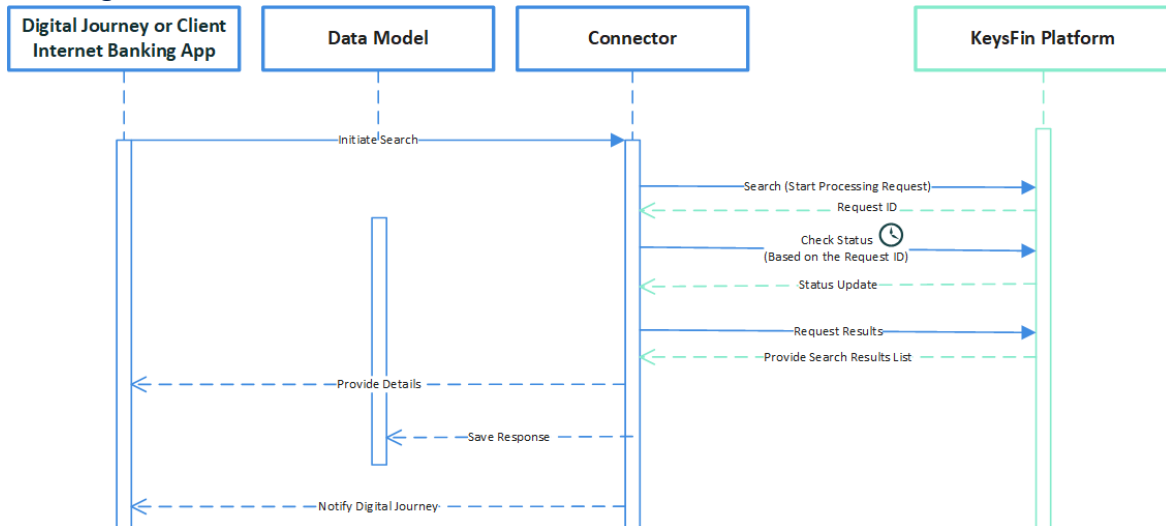 Digital Journey or Client
Internet Banking App
Data Model
Connector
KeysFin Platform
Initiate Search
Search (Start Processing Request)
Request ID
Check Status
(Based on the Request ID)
Status Update
Request Results
Provide Search Results List
Provide Details
Save Response
Notify Digital Journey